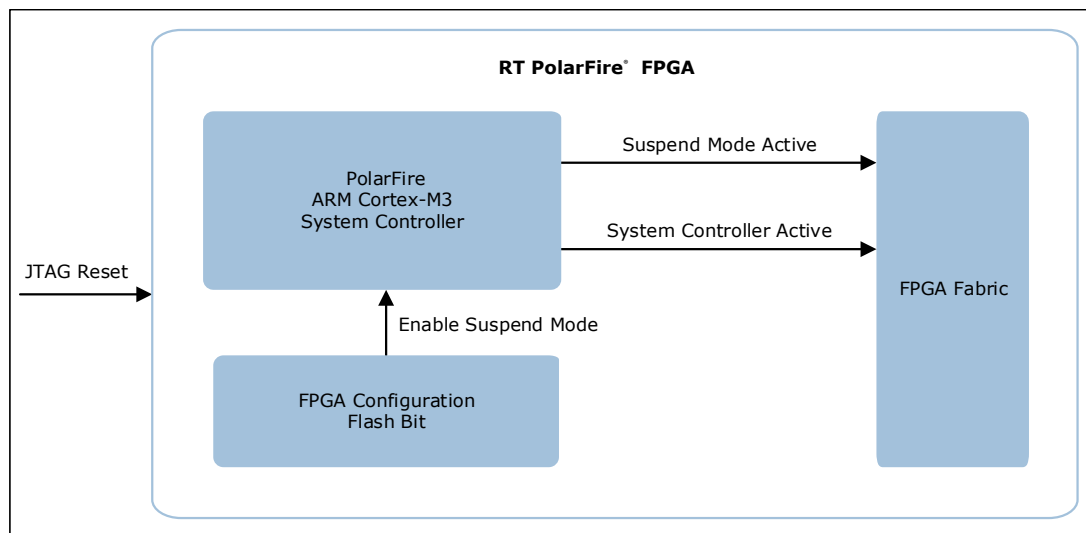 RT PolarFire® FPGA
PolarFire
ARM Cortex-M3
System Controller
Suspend Mode Active
System Controller Active
FPGA Fabric
JTAG Reset
Enable Suspend Mode
FPGA Configuration
Flash Bit